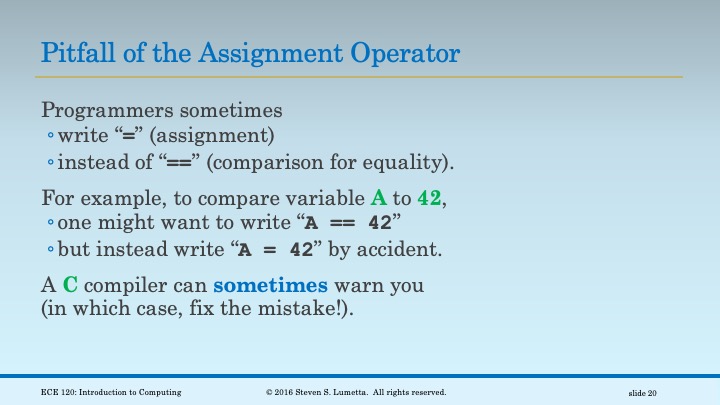 Pitfall of the Assignment Operator
Programmers sometimes
◦ write “=” (assignment)
◦ instead of “==” (comparison for equality).
For example, to compare variable A to 42,
◦ one might want to write “A == 42”
◦ but instead write “A = 42” by accident.
A C compiler can sometimes warn you
(in which case, fix the mistake!).
ECE 120: Introduction to Computing
© 2016 Steven S. Lumetta. All rights reserved.
slide 20